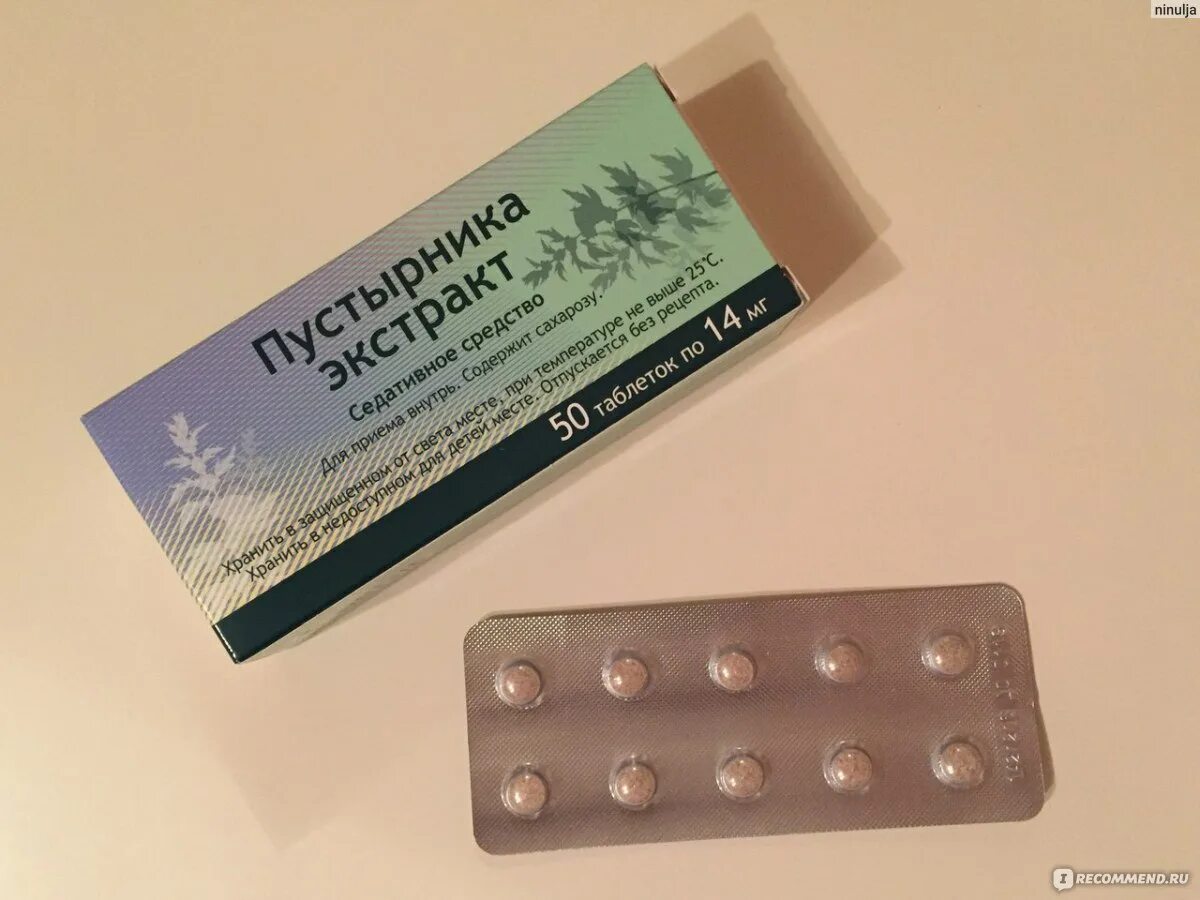 ninulja
Пустырника
экстракт
Седативное средство
Для приема внутрь. Содержит сахарозу.
Хранить в защищенном от света месте, при температуре не выше 25°С.
Хранить в недоступном для детей месте. Отпускается без рецепта.
50 таблеток по 14 мг
IRECOMMEND.RU